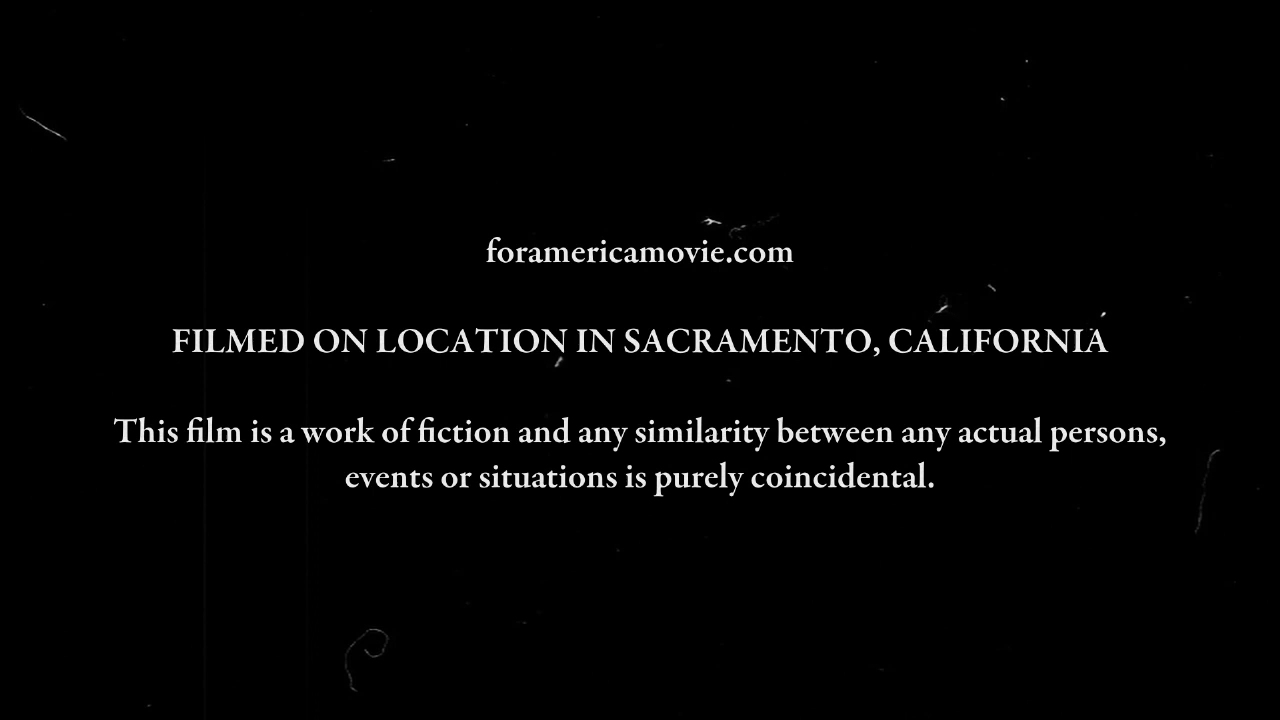 foramericamovie.com
FILMED ON LOCATION IN SACRAMENTO, CALIFORNIA
This film is a work of fiction and any similarity between any actual persons,
events or situations is purely coincidental.